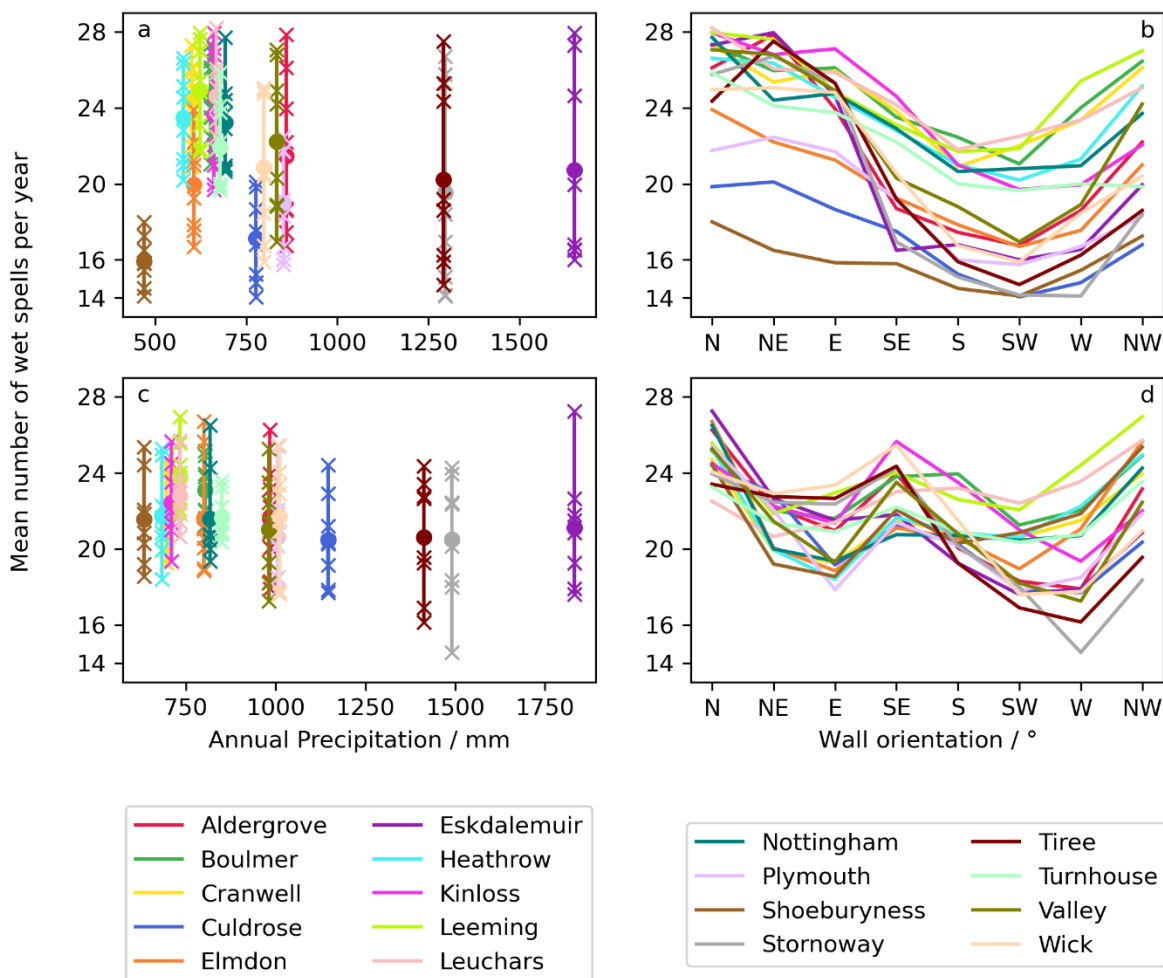 Mean number of wet spells per year
a
28
24
20
16
14
500 750 1000 1250 1500
b
28
24
20
16
14
N NE E SE S SW W NW
c
28
24
20
16
14
750 1000 1250 1500 1750
Annual Precipitation / mm
d
28
24
20
16
14
N NE E SE S SW W NW
Wall orientation / °
Aldergrove
Boulmer
Cranwell
Culdrose
Elmdon
Eskdalemuir
Heathrow
Kinloss
Leeming
Leuchars
Nottingham
Plymouth
Shoeburyness
Stornoway
Tiree
Turnhouse
Valley
Wick